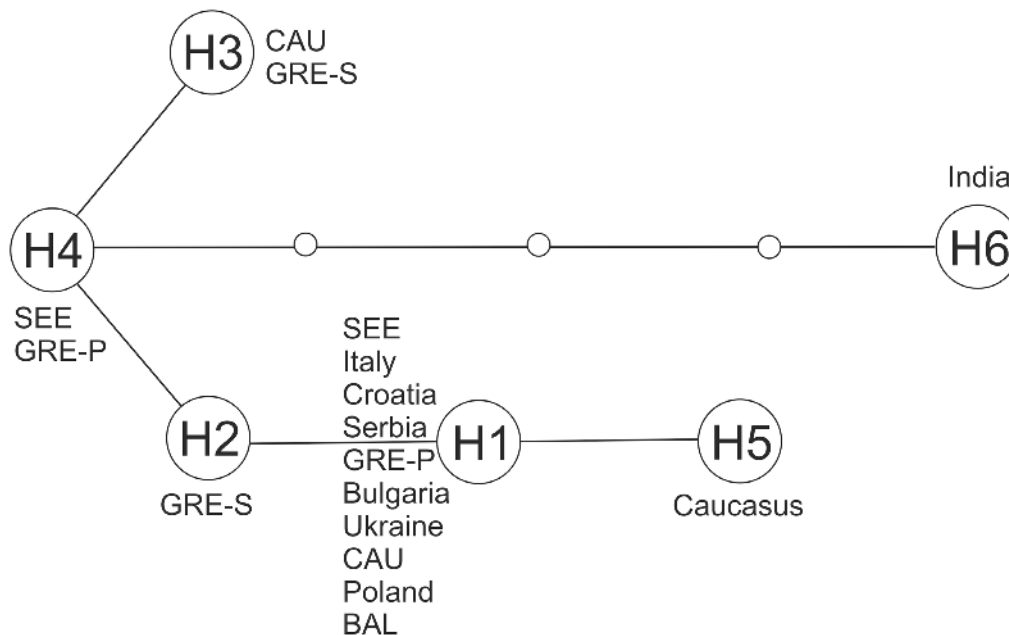 H3
CAU
GRE-S
India
H4
H6
SEE
GRE-P
SEE
Italy
Croatia
Serbia
GRE-P
Bulgaria
Ukraine
CAU
Poland
BAL
H2
GRE-S
H1
H5
Caucasus